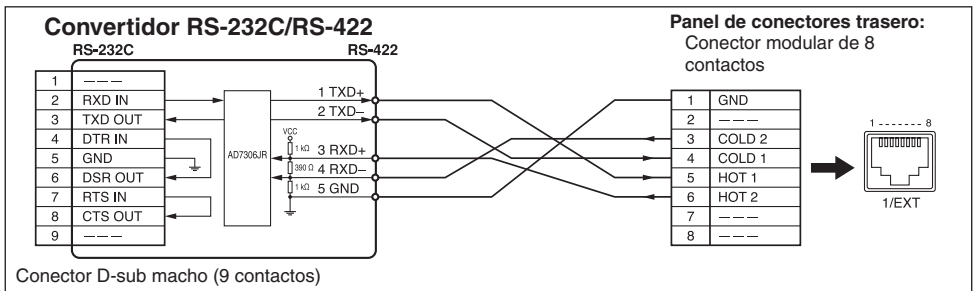 Convertidor RS-232C/RS-422
RS-232C
RS-422
1 – – –
2 RXD IN
3 TXD OUT
4 DTR IN
5 GND
6 DSR OUT
7 RTS IN
8 CTS OUT
9 – – –
AD7306JR
VCC
1 kΩ
390 Ω
1 kΩ
1 TXD+
2 TXD–
3 RXD+
4 RXD–
5 GND
Conector D-sub macho (9 contactos)
Panel de conectores trasero:
Conector modular de 8
contactos
1 GND
2 – – –
3 COLD 2
4 COLD 1
5 HOT 1
6 HOT 2
7 – – –
8 – – –
1 ------- 8
1/EXT